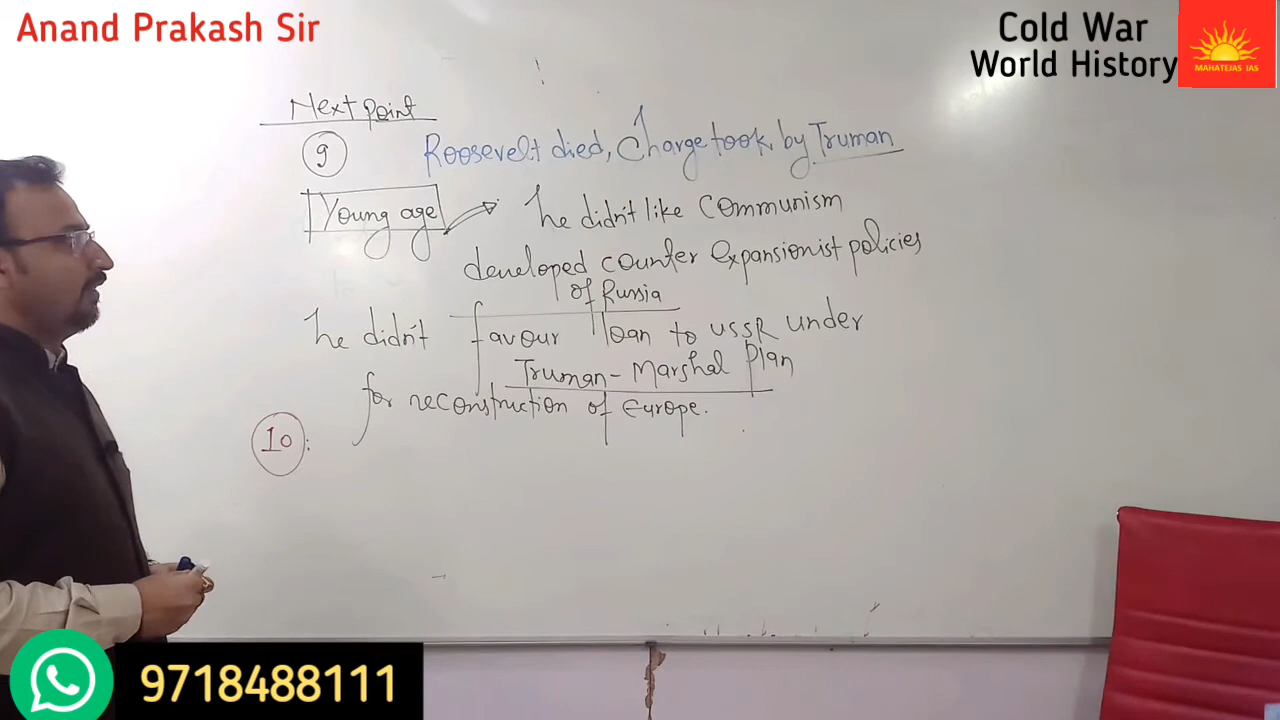 Anand Prakash Sir
Cold War
World History
MAHATEJAS IAS
Next point
9 Roosevelt died, Charge took by Truman
Young age he didn't like communism
developed counter expansionist policies
of Russia
he didn't favour loan to USSR under
Truman - Marshal Plan
for reconstruction of Europe.
10:
9718488111